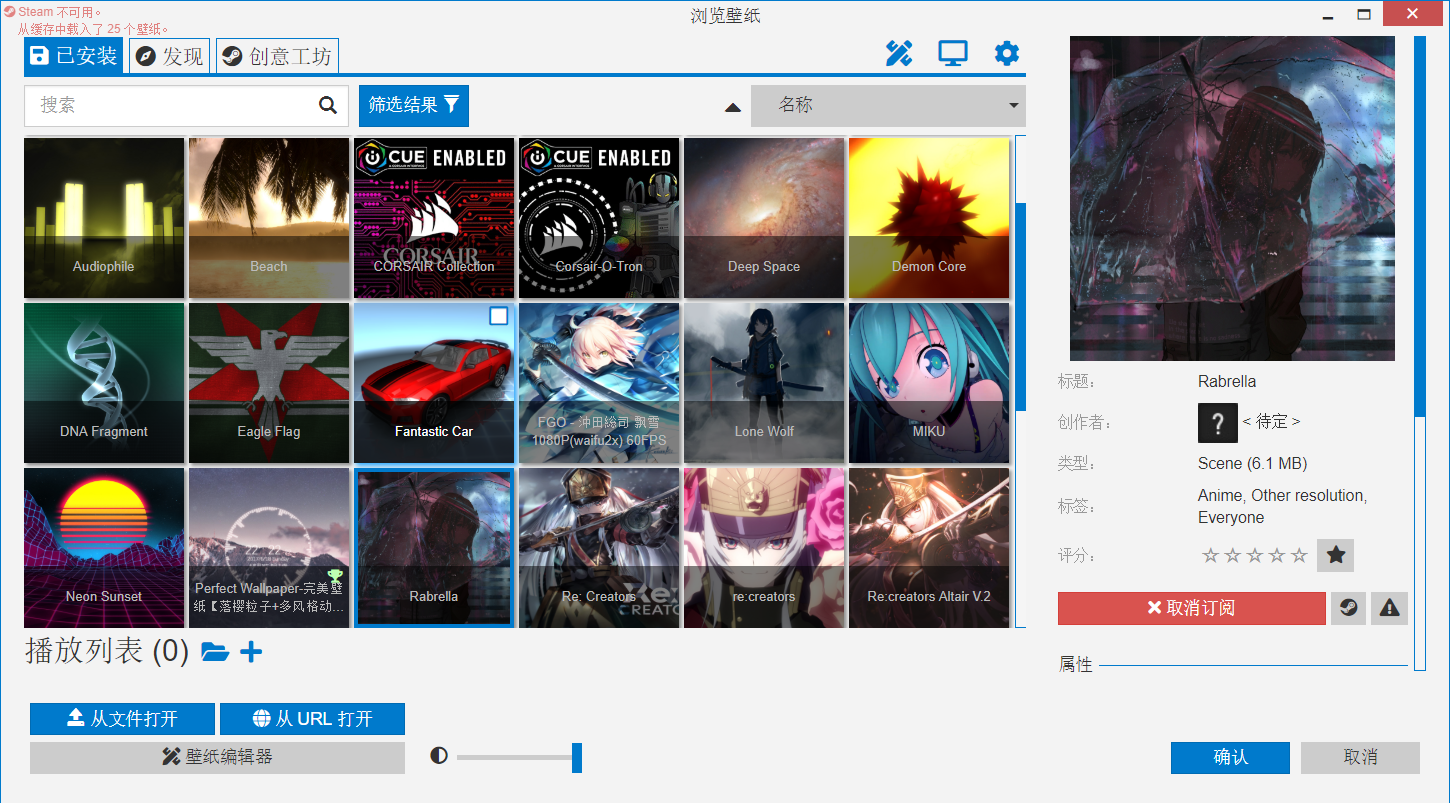 Steam 不可用。
从缓存中载入了 25 个壁纸。
浏览壁纸
已安装
发现
创意工坊
搜索
筛选结果
名称
CUE ENABLED
CORSAIR
CUE ENABLED
Audiophile
Beach
CORSAIR Collection
Corsair-O-Tron
Deep Space
Demon Core
DNA Fragment
Eagle Flag
Fantastic Car
FGO - 沖田総司 飘雪
1080P(waifu2x) 60FPS
Lone Wolf
MIKU
Neon Sunset
Perfect Wallpaper-完美壁
纸【落樱粒子+多风格动...
Rabrella
Re: Creators
re:creators
Re:creators Altair V.2
播放列表 (0)
从文件打开
从 URL 打开
壁纸编辑器
标题:
Rabrella
创作者:
?
< 待定 >
类型:
Scene (6.1 MB)
标签:
Anime, Other resolution,
Everyone
评分:
取消订阅
属性
确认
取消